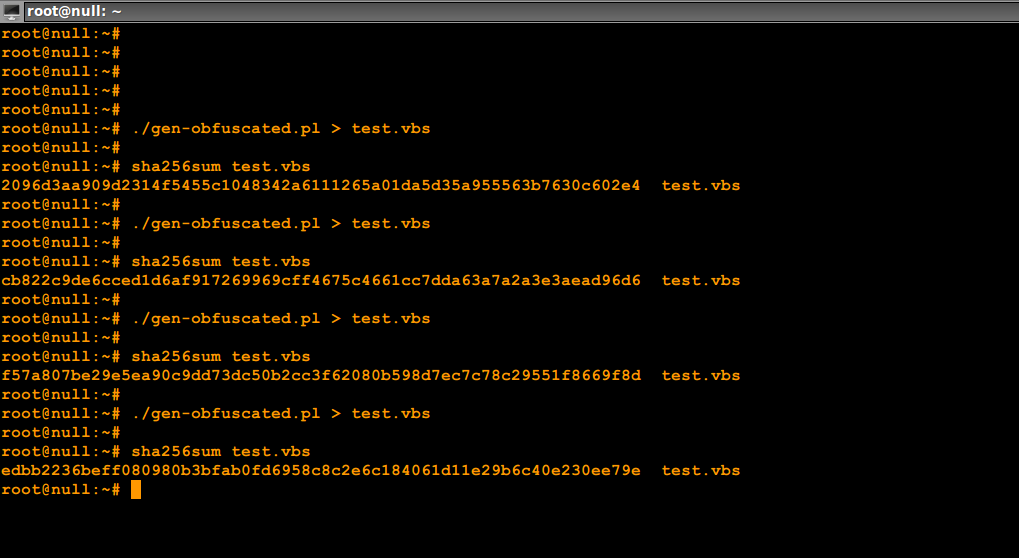 root@null: ~
root@null:~#
root@null:~#
root@null:~#
root@null:~#
root@null:~#
root@null:~# ./gen-obfuscated.pl > test.vbs
root@null:~#
root@null:~# sha256sum test.vbs
2096d3aa909d2314f5455c1048342a6111265a01da5d35a955563b7630c602e4  test.vbs
root@null:~#
root@null:~# ./gen-obfuscated.pl > test.vbs
root@null:~#
root@null:~# sha256sum test.vbs
cb822c9de6cced1d6af917269969cff4675c4661cc7dda63a7a2a3e3aead96d6  test.vbs
root@null:~#
root@null:~# ./gen-obfuscated.pl > test.vbs
root@null:~#
root@null:~# sha256sum test.vbs
f57a807be29e5ea90c9dd73dc50b2cc3f62080b598d7ec7c78c29551f8669f8d  test.vbs
root@null:~#
root@null:~# ./gen-obfuscated.pl > test.vbs
root@null:~#
root@null:~# sha256sum test.vbs
edbb2236beff080980b3bfab0fd6958c8c2e6c184061d11e29b6c40e230ee79e  test.vbs
root@null:~#